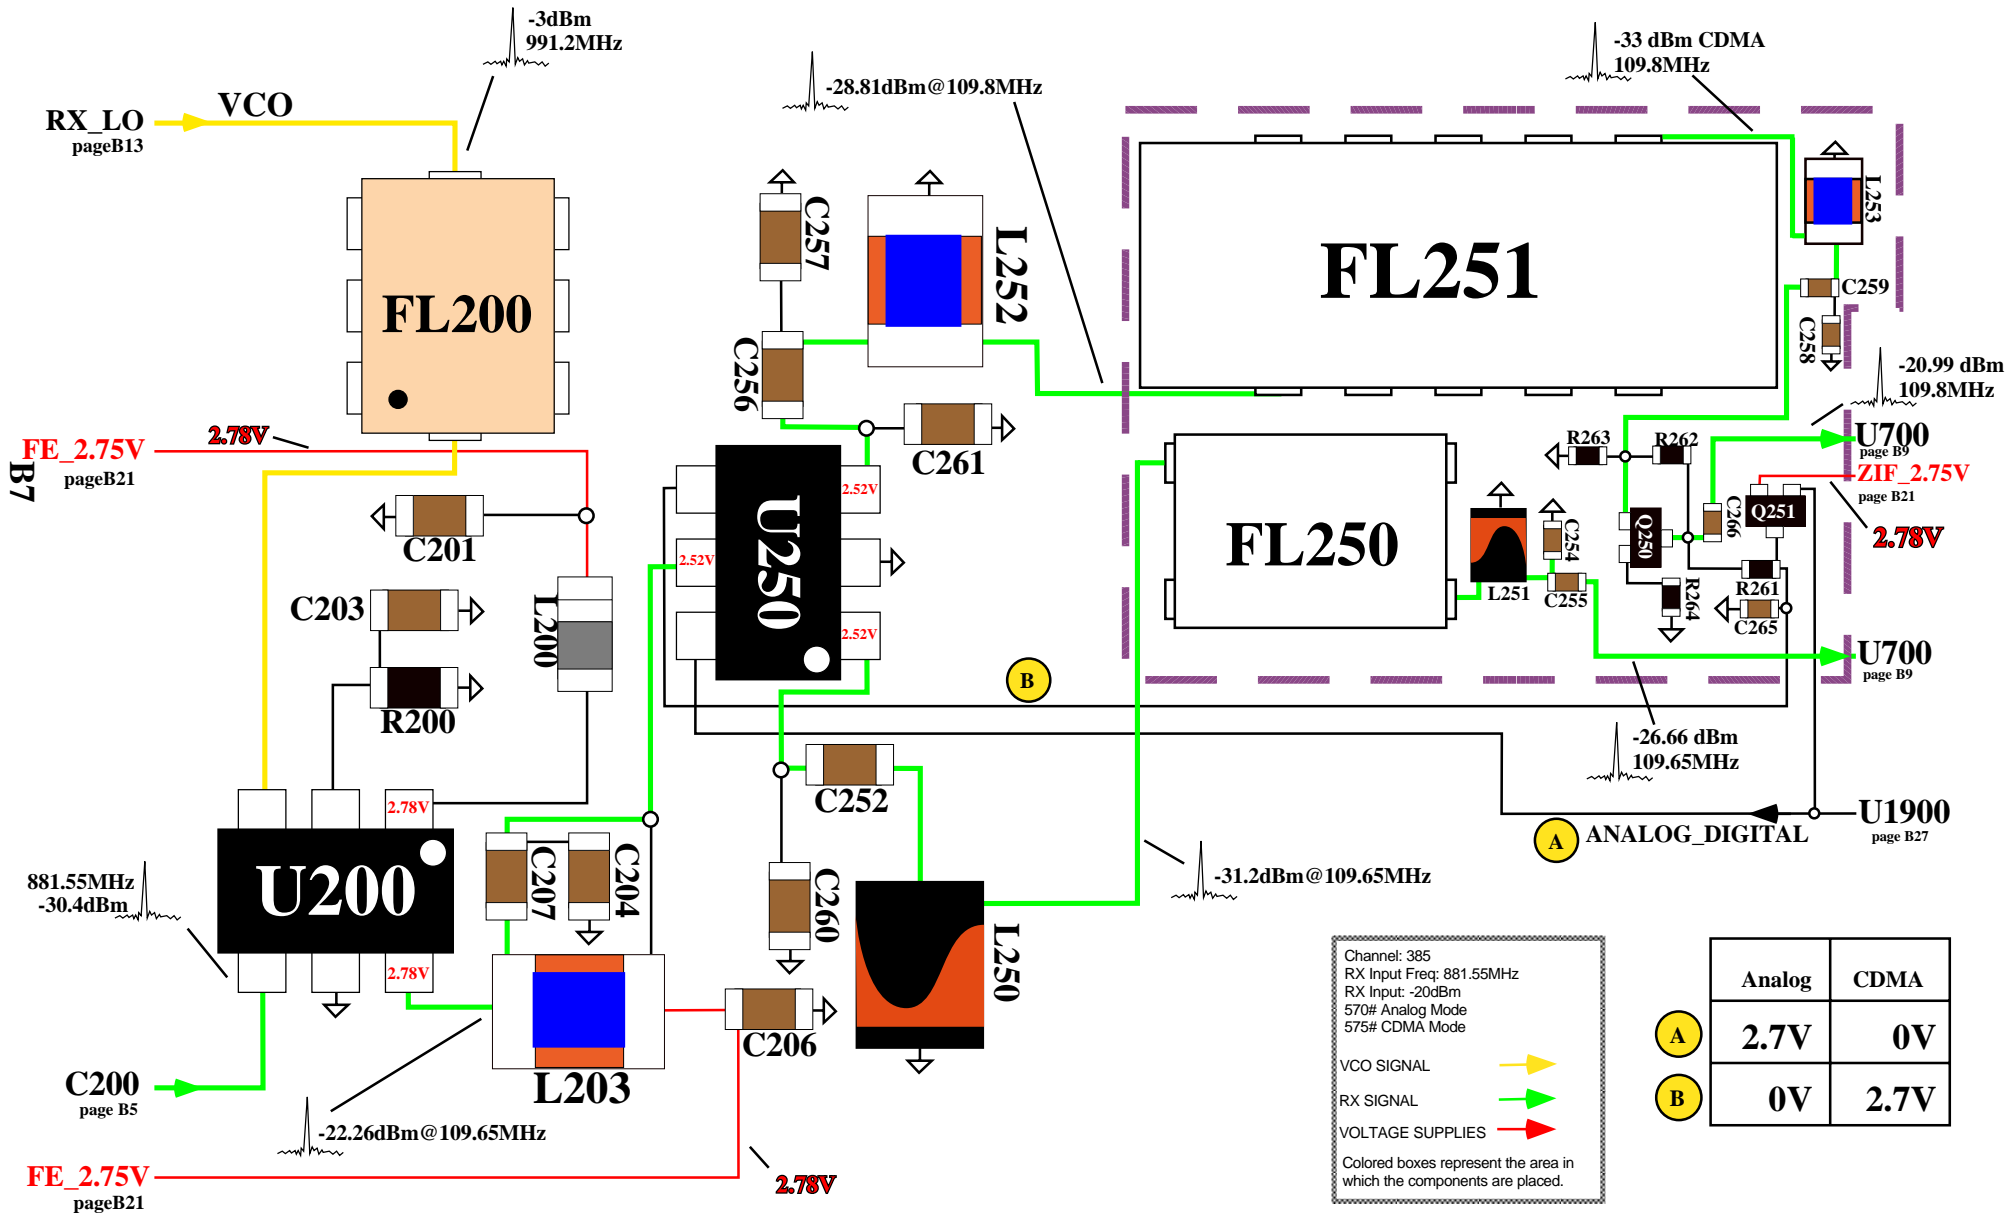 -3dBm
991.2MHz
-33 dBm CDMA
109.8MHz
-28.81dBm@109.8MHz
VCO
RX_LO
pageB13
L253
C257
L252
FL251
FL200
C259
C258
C256
-20.99 dBm
109.8MHz
2.78V
FE_2.75V
pageB21
B7
C261
R263
R262
U700
page B9
ZIF_2.75V
page B21
2.52V
U250
C201
2.52V
FL250
C254
Q250
C266
Q251
2.78V
C203
L200
2.52V
L251
C255
R261
R264
C265
U700
page B9
B
R200
-26.66 dBm
109.65MHz
C252
2.78V
U1900
page B27
A
ANALOG_DIGITAL
881.55MHz
-30.4dBm
U200
C207
C204
C260
-31.2dBm@109.65MHz
L250
2.78V
C206
L203
C200
page B5
-22.26dBm@109.65MHz
FE_2.75V
pageB21
2.78V
Channel: 385
RX Input Freq: 881.55MHz
RX Input: -20dBm
570# Analog Mode
575# CDMA Mode
VCO SIGNAL
RX SIGNAL
VOLTAGE SUPPLIES
Colored boxes represent the area in
which the components are placed.
Analog CDMA
A 2.7V 0V
B 0V 2.7V